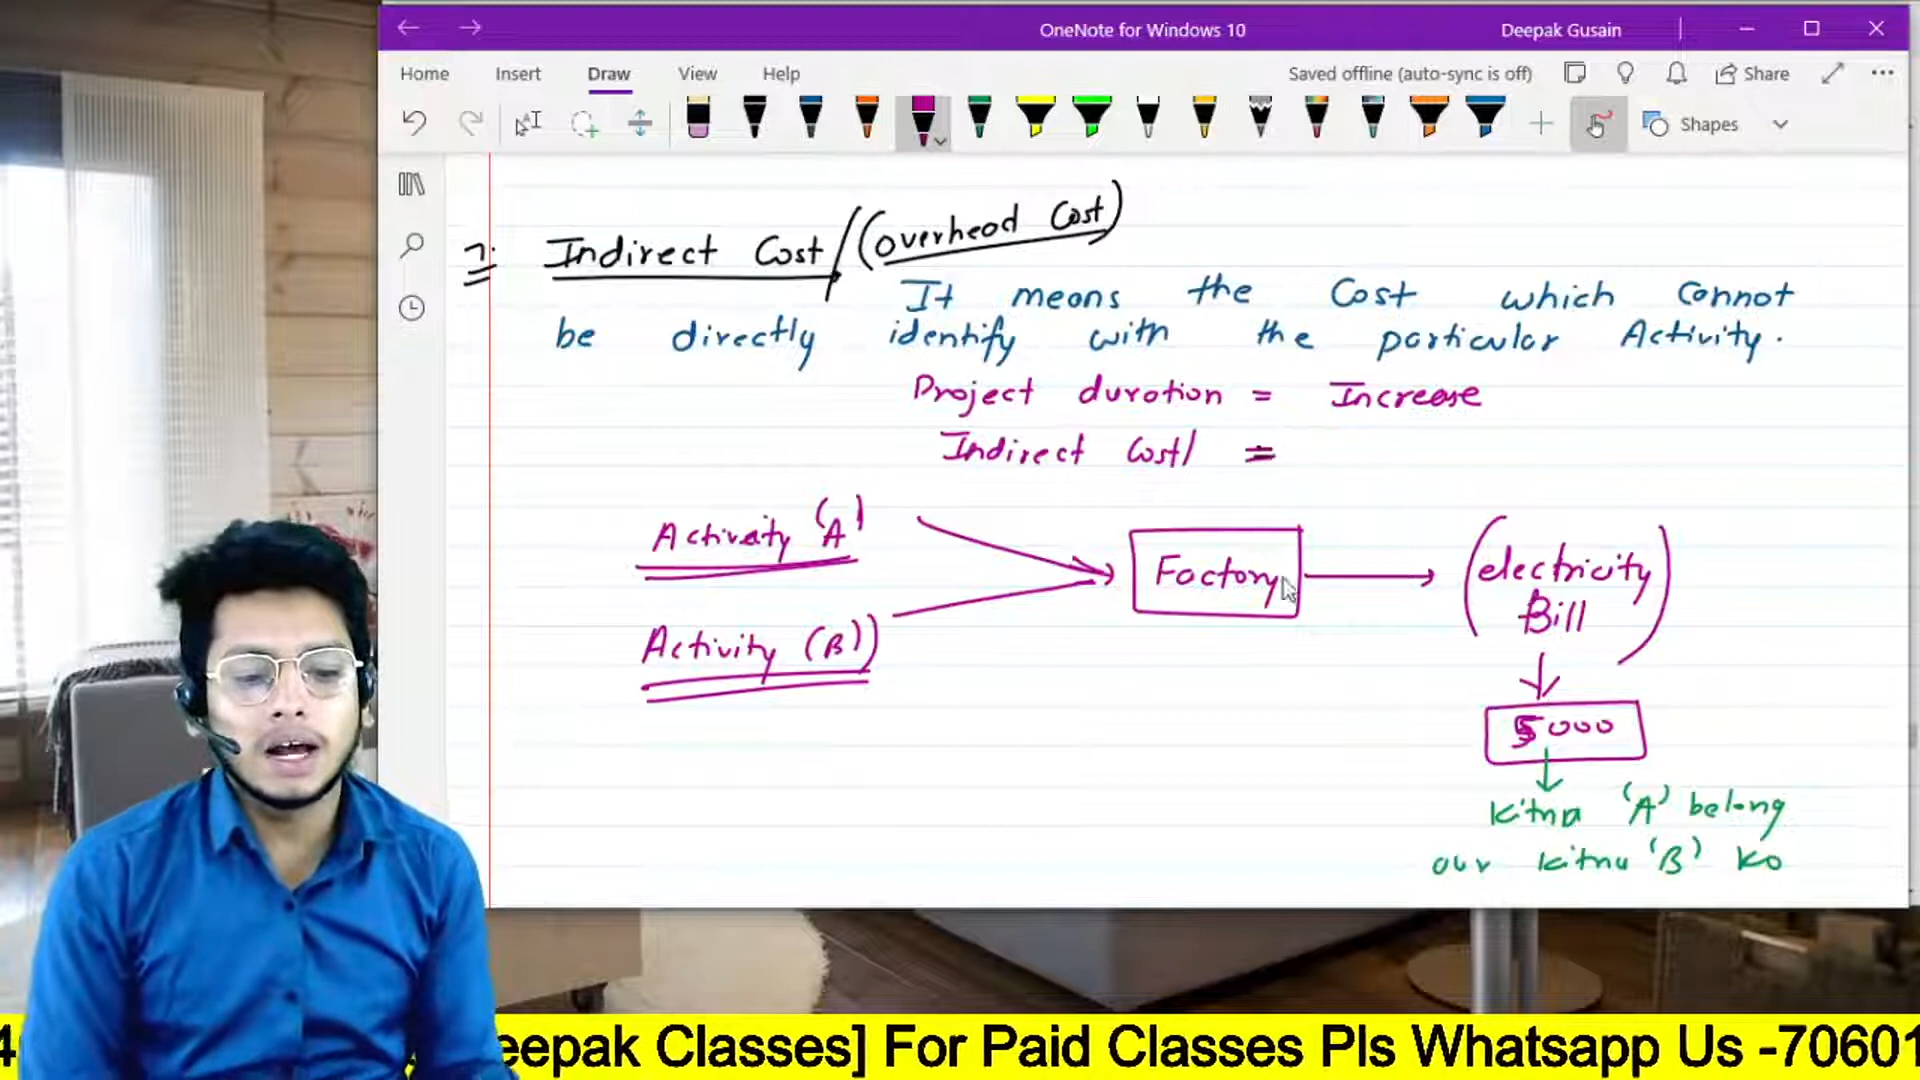 OneNote for Windows 10
Deepak Gusain
Home Insert Draw View Help
Saved offline (auto-sync is off)
Share
Shapes
7. Indirect Cost/(overhead Cost)
It means the Cost which connot
be directly identify with the particular Activity.
Project duration = Increase
Indirect Cost/ =
Activity (A)
Activity (B))
Factory
(electricity
Bill)
5000
Kitna 'A' belong
our kitna 'B' Ko
4
eepak Classes] For Paid Classes Pls Whatsapp Us -70601